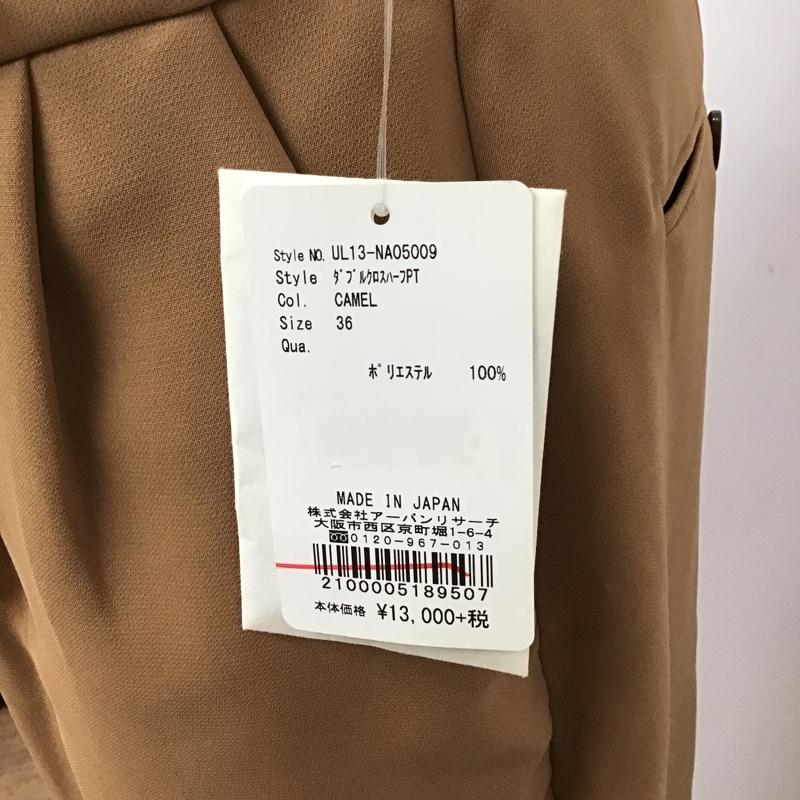 Style NO. UL13-NA05009
Style ﾀﾞﾌﾞﾙｸﾛｽﾊｰﾌPT
Col. CAMEL
Size 36
Qua.
ﾎﾟﾘｴｽﾃﾙ 100%
MADE IN JAPAN
株式会社アーバンリサーチ
大阪市西区京町堀1-6-4
0120-967-013
2100005189507
本体価格 ¥13,000+税